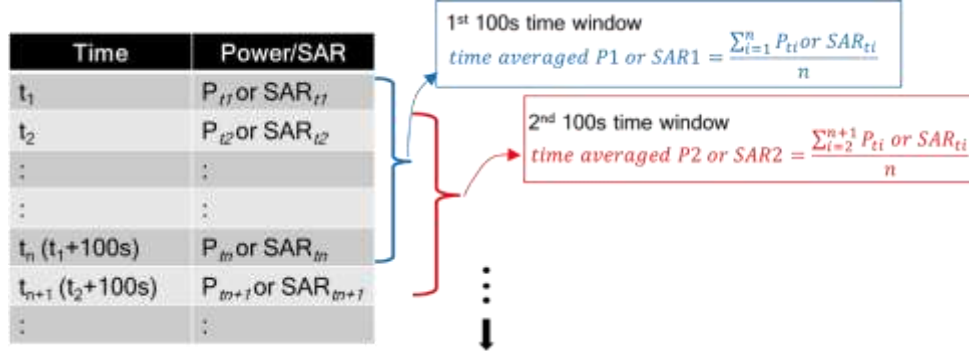 1st 100s time window
time averaged P1 or SAR1 = ∑ⁿᵢ₌₁ Pₜᵢ or SARₜᵢ / n
2nd 100s time window
time averaged P2 or SAR2 = ∑ⁿ⁺¹ᵢ₌₂ Pₜᵢ or SARₜᵢ / n
Time Power/SAR
t1 Pt1 or SARt1
t2 Pt2 or SARt2
: :
: :
tn (t1+100s) Ptn or SARtn
tn+1 (t2+100s) Ptn+1 or SARtn+1
: :